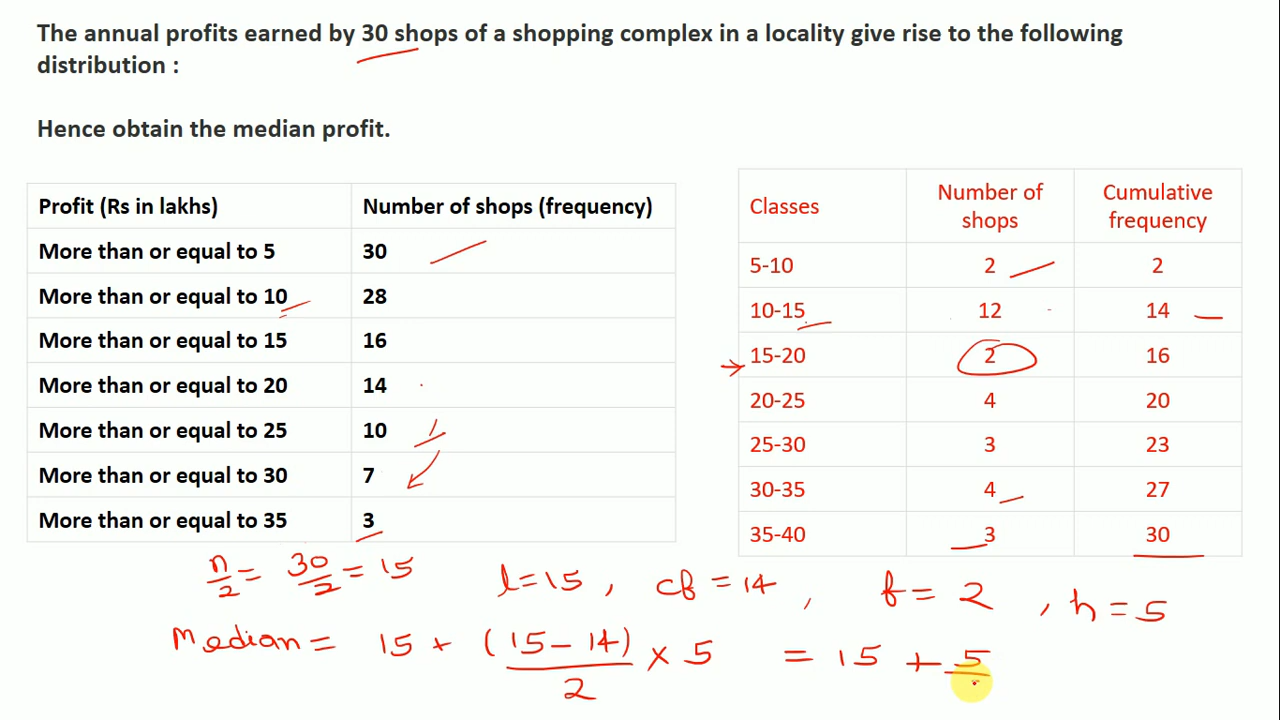 The annual profits earned by 30 shops of a shopping complex in a locality give rise to the following
distribution :
Hence obtain the median profit.
Profit (Rs in lakhs) Number of shops (frequency)
More than or equal to 5 30
More than or equal to 10 28
More than or equal to 15 16
More than or equal to 20 14
More than or equal to 25 10
More than or equal to 30 7
More than or equal to 35 3
Classes Number of shops Cumulative frequency
5-10 2 2
10-15 12 14
15-20 2 16
20-25 4 20
25-30 3 23
30-35 4 27
35-40 3 30
n/2 = 30/2 = 15 l = 15 , cf = 14 , f = 2 , h = 5
Median = 15 + (15 - 14)/2 × 5 = 15 + 5